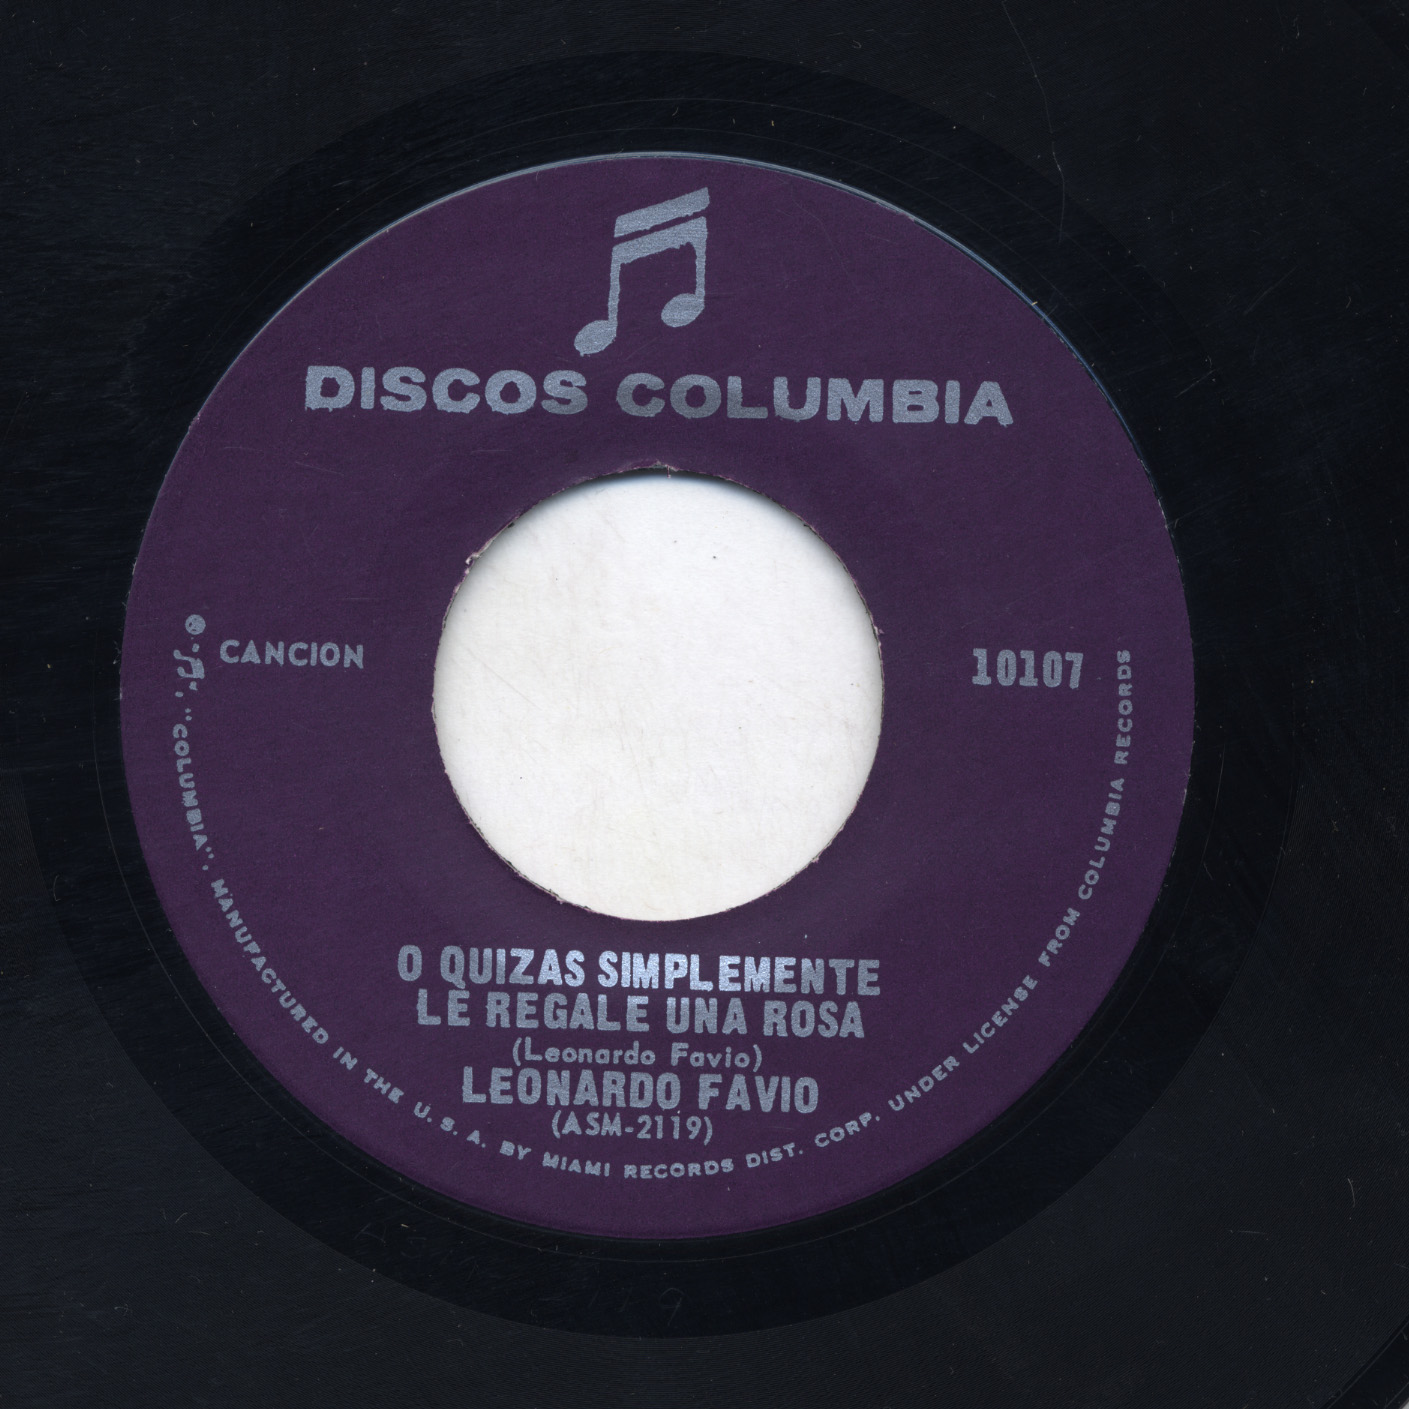 DISCOS COLUMBIA
CANCION
10107
O QUIZAS SIMPLEMENTE
LE REGALE UNA ROSA
(Leonardo Favio)
LEONARDO FAVIO
(ASM-2119)
"COLUMBIA", MANUFACTURED IN THE U. S. A. BY MIAMI RECORDS DIST. CORP. UNDER LICENSE FROM COLUMBIA RECORDS